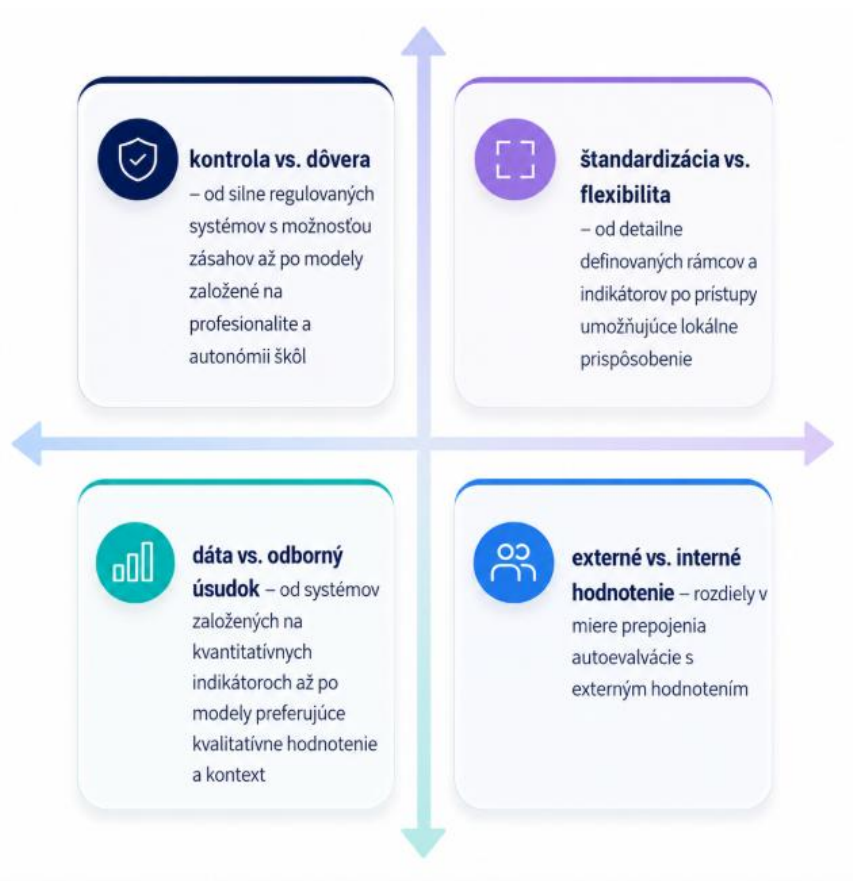 kontrola vs. dôvera
– od silne regulovaných
systémov s možnosťou
zásahov až po modely
založené na
profesionalite a
autonómii škôl
štandardizácia vs.
flexibilita
– od detailne
definovaných rámcov a
indikátorov po prístupy
umožňujúce lokálne
prispôsobenie
dáta vs. odborný
úsudok – od systémov
založených na
kvantitatívnych
indikátoroch až po
modely preferujúce
kvalitatívne hodnotenie
a kontext
externé vs. interné
hodnotenie – rozdiely v
miere prepojenia
autoevalvácie s
externým hodnotením